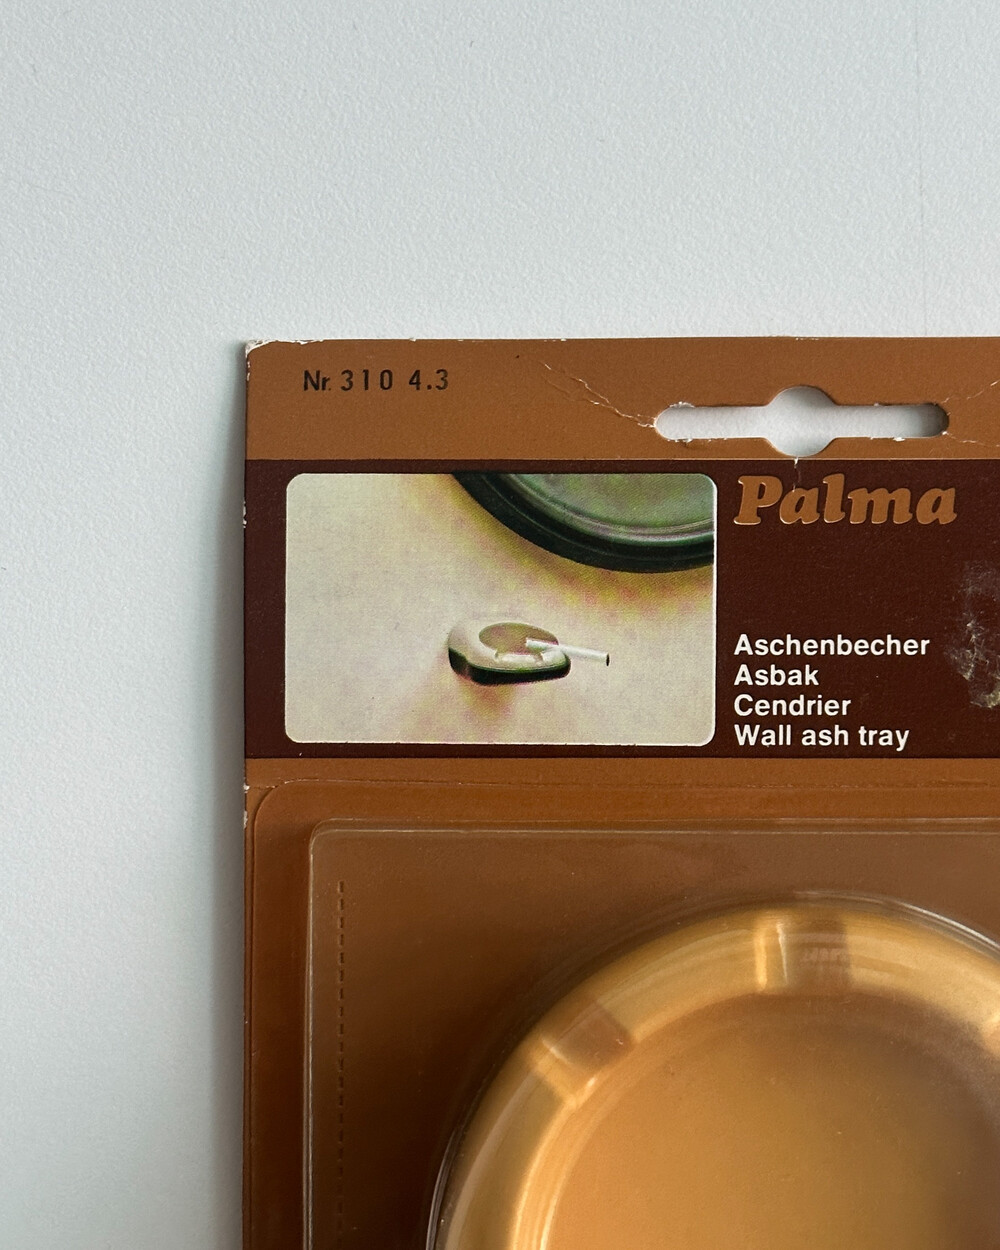 Nr. 310 4.3
Palma
Aschenbecher
Asbak
Cendrier
Wall ash tray